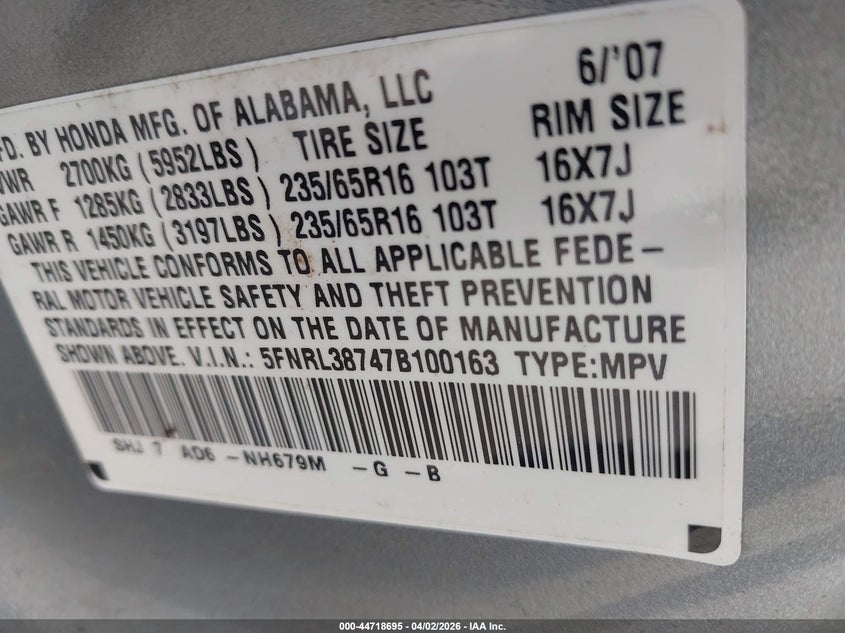 FD. BY HONDA MFG. OF ALABAMA, LLC 6/'07
VWR 2700KG (5952LBS) TIRE SIZE RIM SIZE
GAWR F 1285KG (2833LBS) 235/65R16 103T 16X7J
GAWR R 1450KG (3197LBS) 235/65R16 103T 16X7J
THIS VEHICLE CONFORMS TO ALL APPLICABLE FEDE-
RAL MOTOR VEHICLE SAFETY AND THEFT PREVENTION
STANDARDS IN EFFECT ON THE DATE OF MANUFACTURE
SHOWN ABOVE. V.I.N.: 5FNRL38747B100163 TYPE:MPV
SHJ 7 AD6 -NH679M -G -B
000-44718695 - 04/02/2026 - IAA Inc.